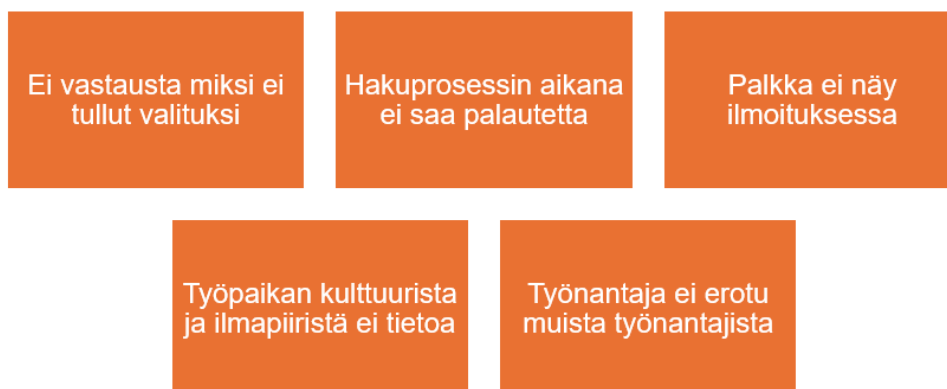 Ei vastausta miksi ei
tullut valituksi
Hakuprosessin aikana
ei saa palautetta
Palkka ei näy
ilmoituksessa
Työpaikan kulttuurista
ja ilmapiiristä ei tietoa
Työnantaja ei erotu
muista työnantajista